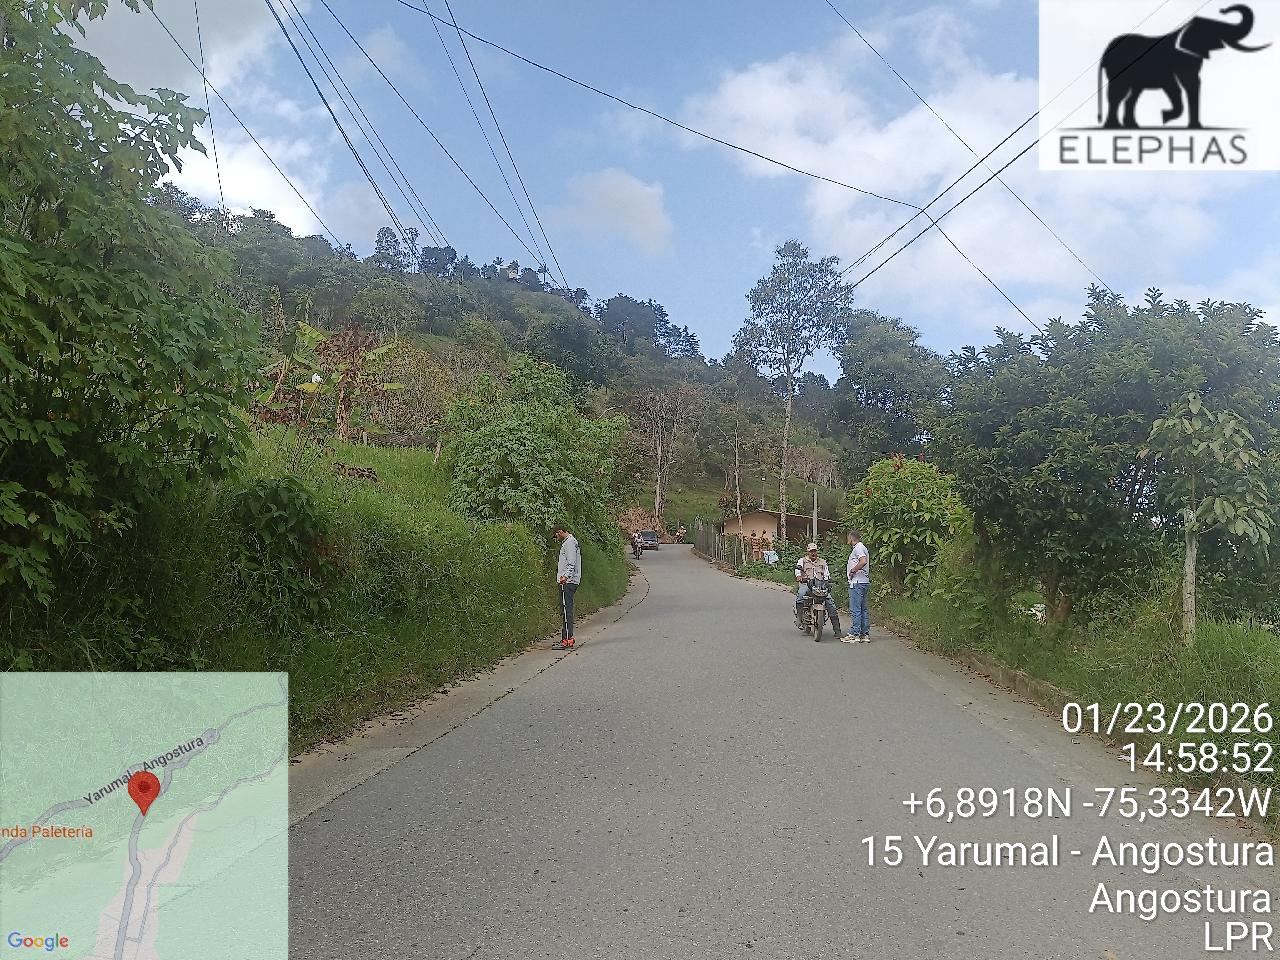 ELEPHAS
Yarumal - Angostura
nda Paletería
Google
01/23/2026
14:58:52
+6,8918N -75,3342W
15 Yarumal - Angostura
Angostura
LPR